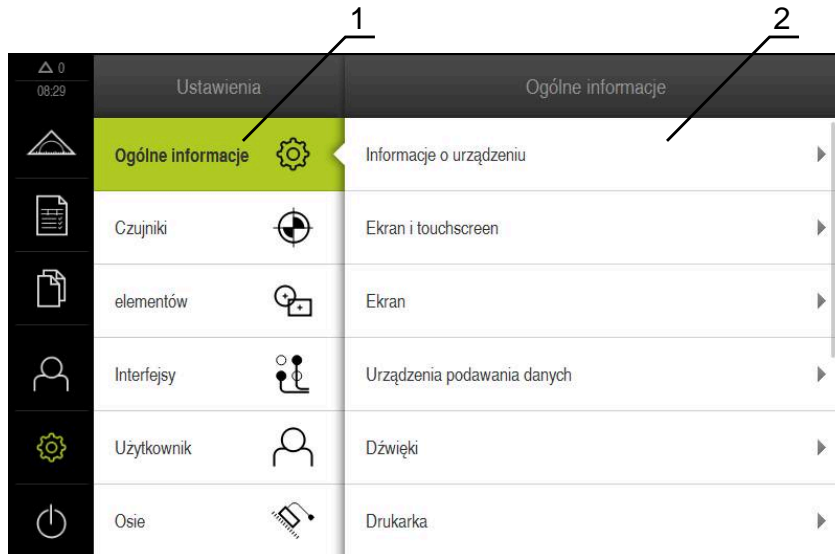 1
2
△ 0
08:29
Ustawienia
Ogólne informacje
Ogólne informacje
Czujniki
elementów
Interfejsy
Użytkownik
Osie
Informacje o urządzeniu
Ekran i touchscreen
Ekran
Urządzenia podawania danych
Dźwięki
Drukarka